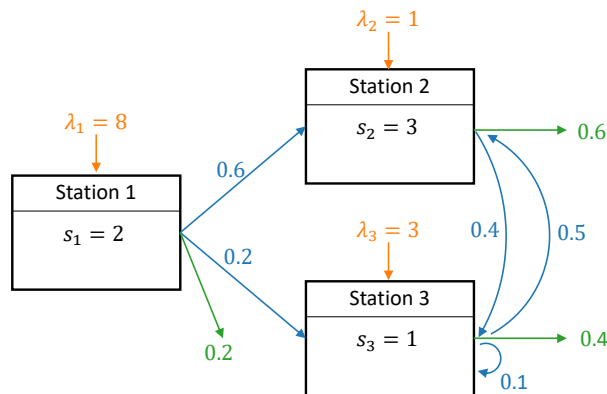 λ₁ = 8
Station 1
s₁ = 2
0.6
0.2
0.2
λ₂ = 1
Station 2
s₂ = 3
0.6
0.4
0.5
λ₃ = 3
Station 3
s₃ = 1
0.4
0.1